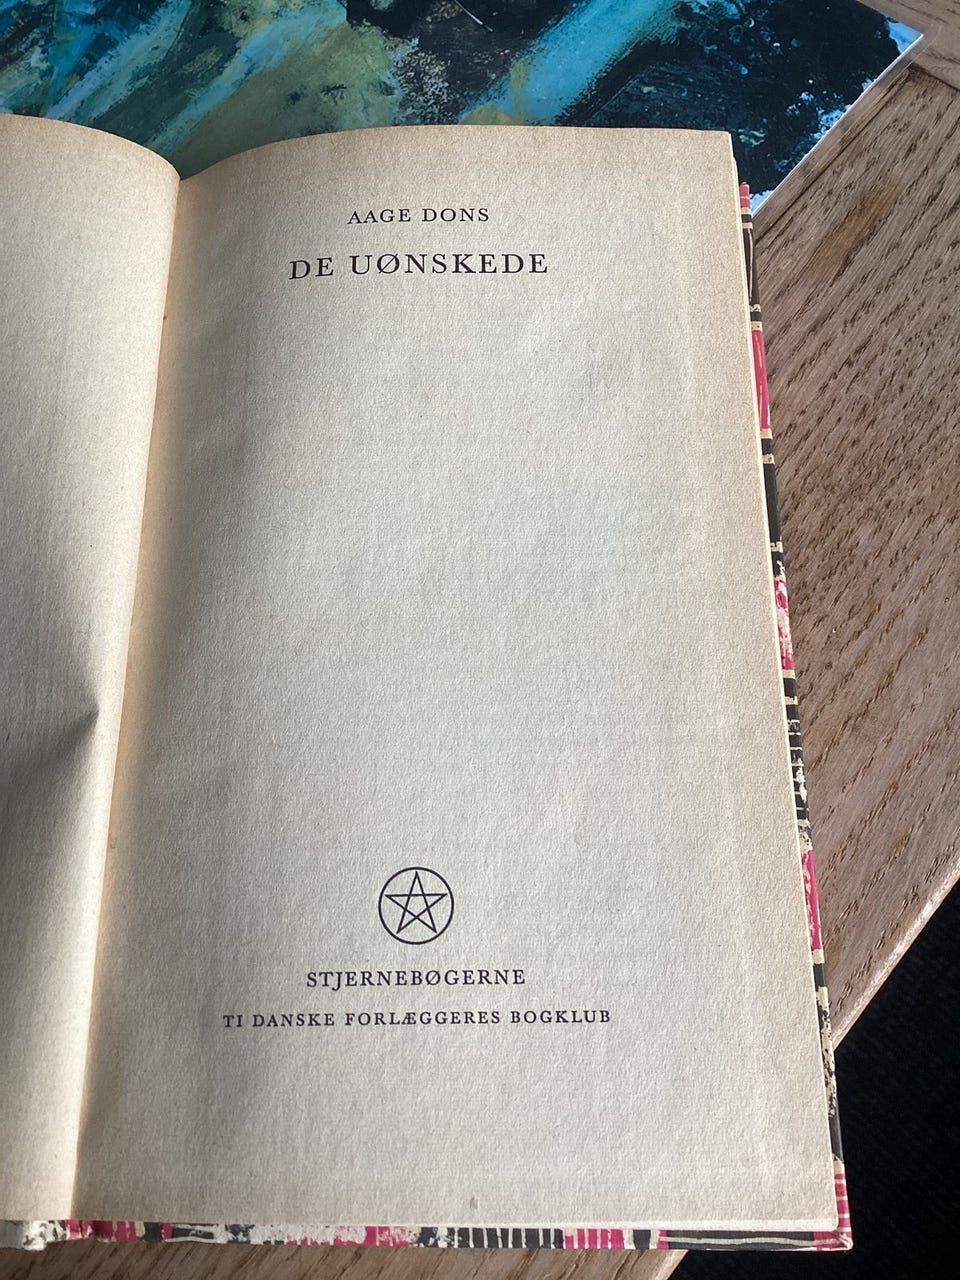 AAGE DONS
DE UØNSKEDE
STJERNEBØGERNE
TI DANSKE FORLÆGGERES BOGKLUB